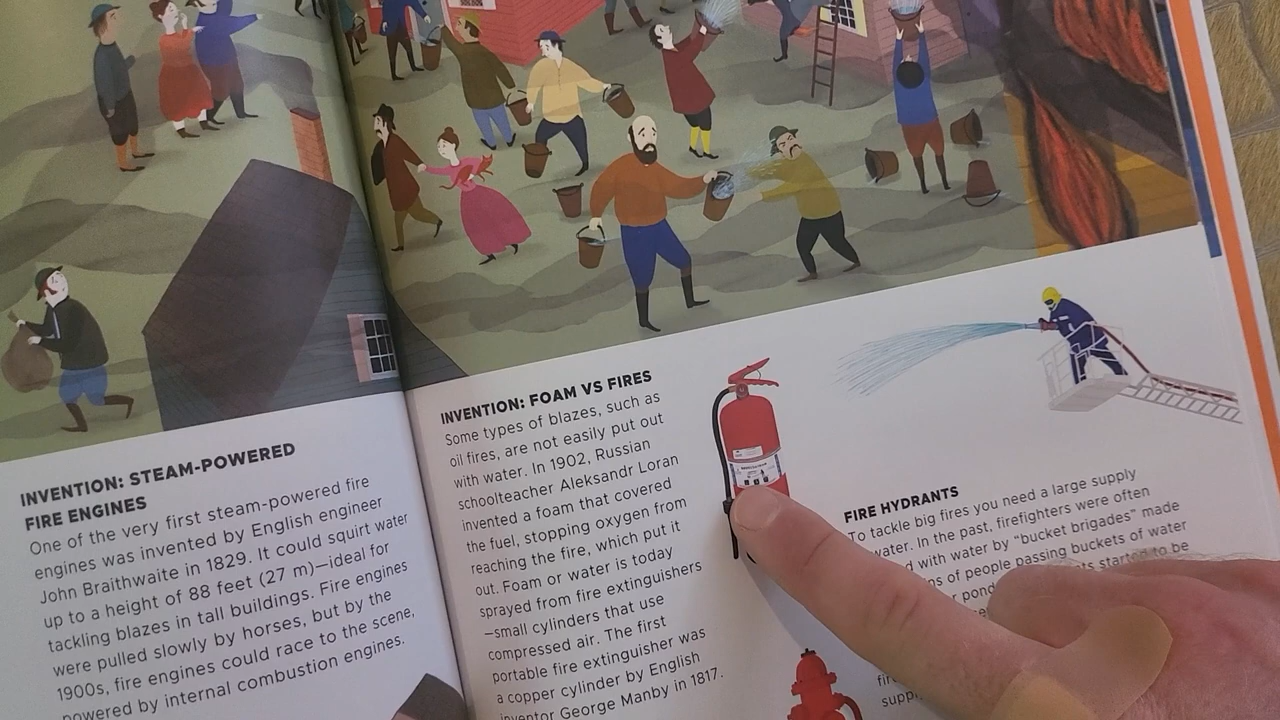 INVENTION: STEAM-POWERED
FIRE ENGINES
One of the very first steam-powered fire
engines was invented by English engineer
John Braithwaite in 1829. It could squirt water
up to a height of 88 feet (27 m)—ideal for
tackling blazes in tall buildings. Fire engines
were pulled slowly by horses, but by the
1900s, fire engines could race to the scene,
powered by internal combustion engines.
INVENTION: FOAM VS FIRES
Some types of blazes, such as
oil fires, are not easily put out
with water. In 1902, Russian
schoolteacher Aleksandr Loran
invented a foam that covered
the fuel, stopping oxygen from
reaching the fire, which put it
out. Foam or water is today
sprayed from fire extinguishers
—small cylinders that use
compressed air. The first
portable fire extinguisher was
a copper cylinder by English
inventor George Manby in 1817.
FIRE HYDRANTS
To tackle big fires you need a large supply
water. In the past, firefighters were often
with water by “bucket brigades” made
of people passing buckets of water
or started to be